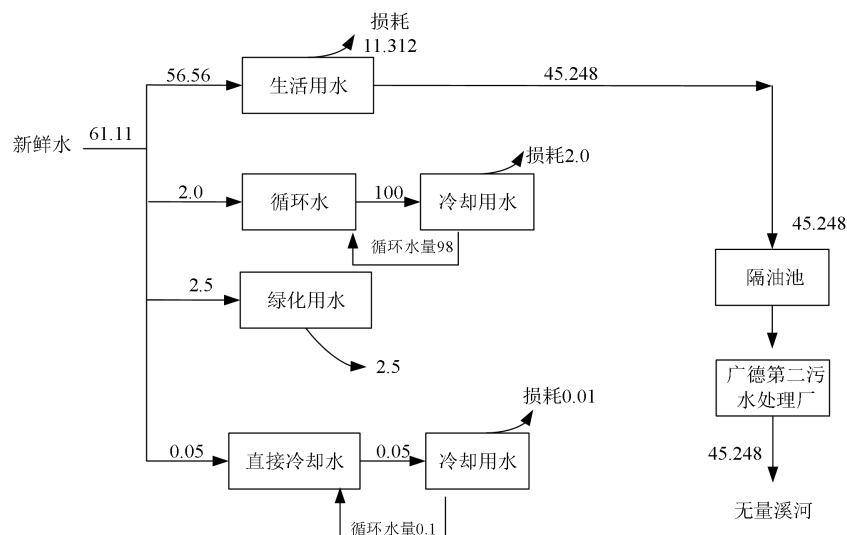 损耗
11.312
56.56
生活用水
45.248
新鲜水
61.11
损耗2.0
2.0
循环水
100
冷却用水
循环水量98
45.248
隔油池
2.5
绿化用水
2.5
广德第二污
水处理厂
损耗0.01
0.05
直接冷却水
0.05
冷却用水
45.248
循环水量0.1
无量溪河